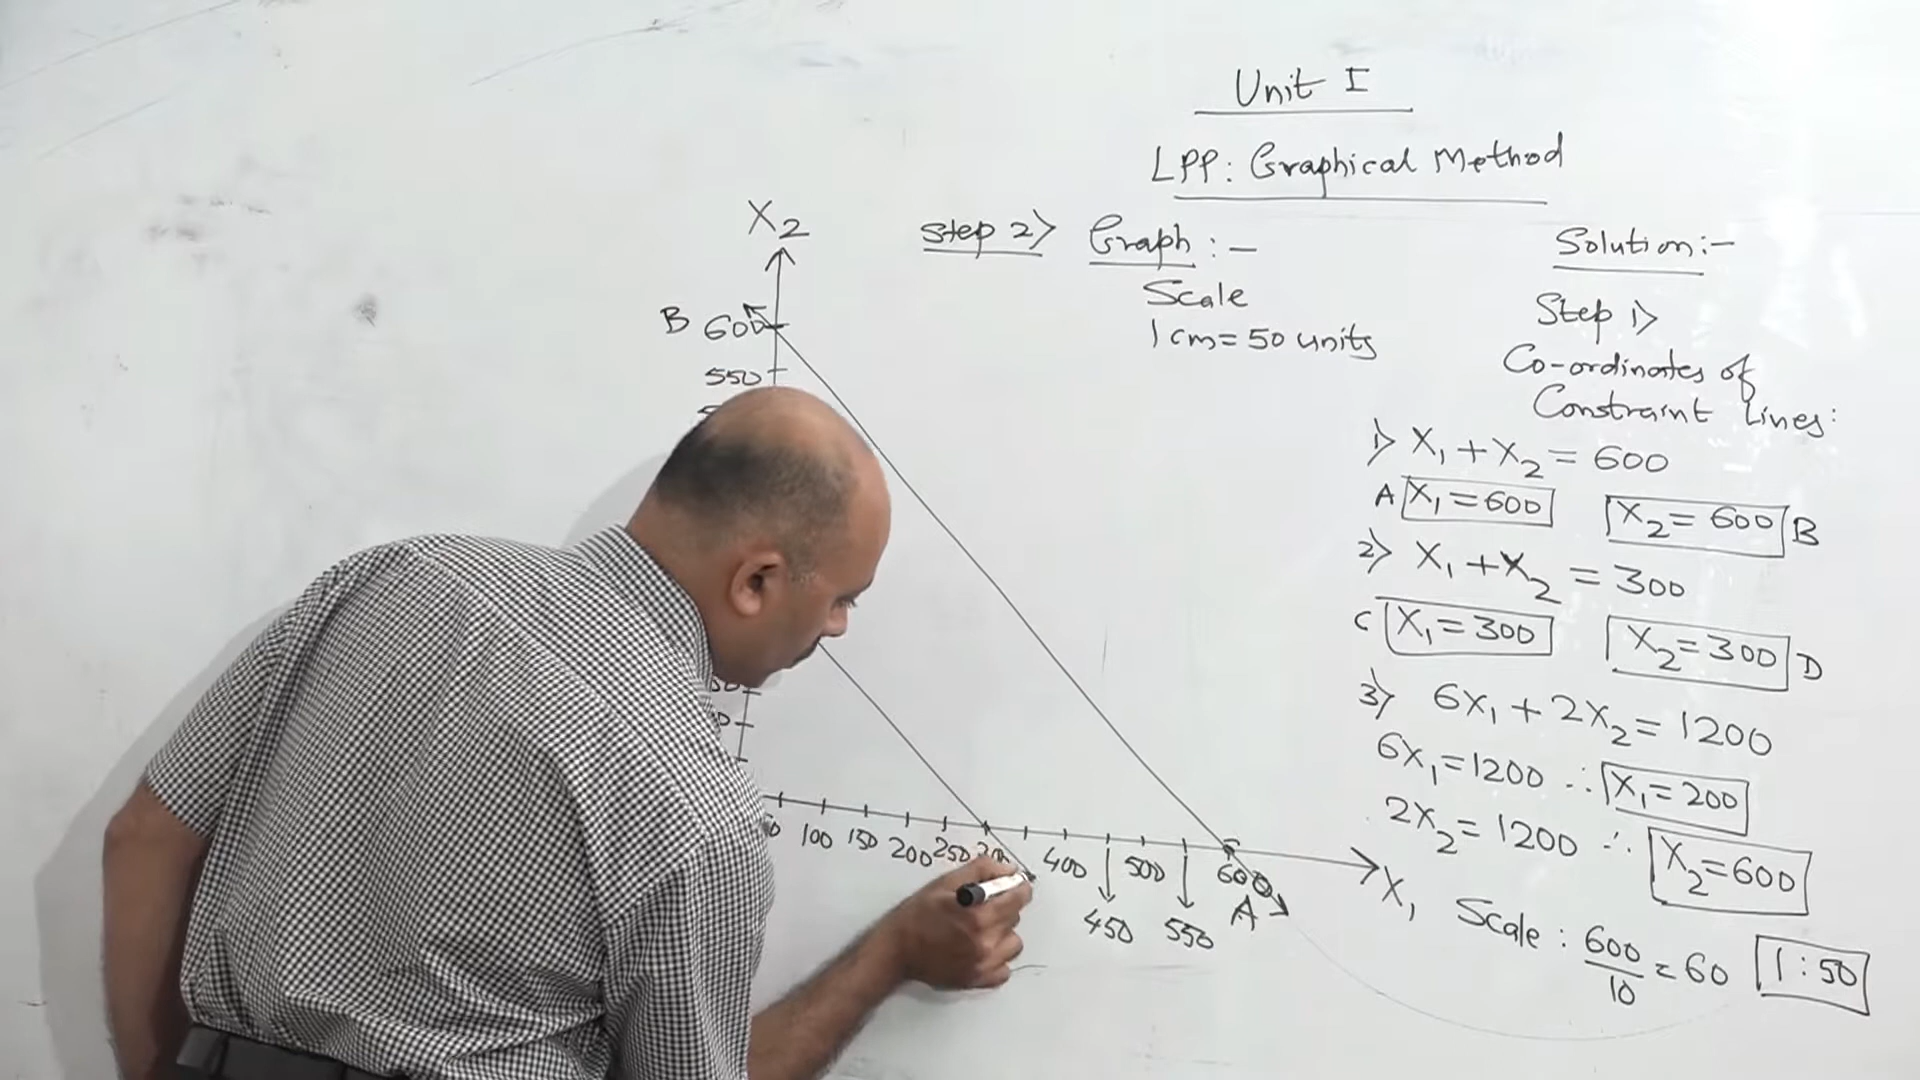 Unit I
LPP: Graphical Method
Step 2> Graph :-
Scale
1 cm = 50 units
X2
B 600
550
50 100 150 200 250 300 400 500 600
450 550 A
X1
Solution:-
Step 1>
Co-ordinates of
Constraint Lines:
1> X1 + X2 = 600
A X1 = 600 X2 = 600 B
2> X1 + X2 = 300
C X1 = 300 X2 = 300 D
3> 6X1 + 2X2 = 1200
6X1 = 1200 ∴ X1 = 200
2X2 = 1200 ∴ X2 = 600
Scale : 600/10 = 60 1 : 50